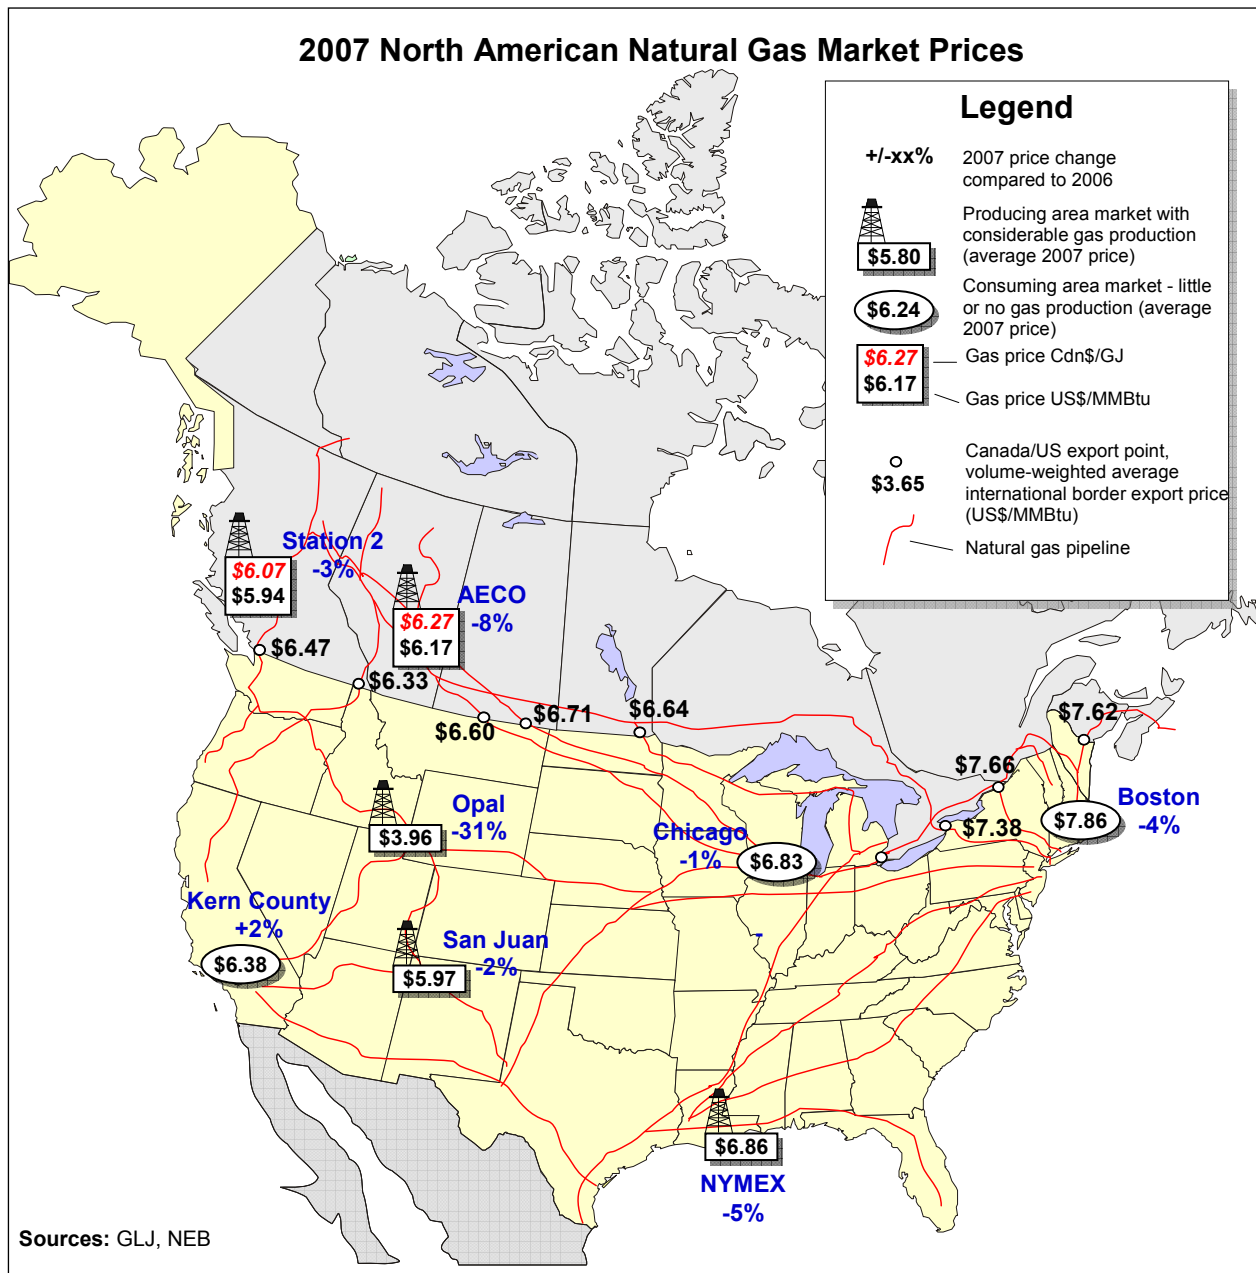 2007 North American Natural Gas Market Prices
Legend
+/-xx%
2007 price change
compared to 2006
Producing area market with
considerable gas production
(average 2007 price)
$5.80
Consuming area market - little
or no gas production (average
2007 price)
$6.24
$6.27
Gas price Cdn$/GJ
$6.17
Gas price US$/MMBtu
Canada/US export point,
volume-weighted average
international border export price
(US$/MMBtu)
$3.65
Natural gas pipeline
Station 2
-3%
$6.07
$5.94
AECO
-8%
$6.27
$6.17
$6.47
$6.33
$6.60
$6.71
$6.64
$7.62
$7.66
$7.38
Boston
-4%
$7.86
Opal
-31%
$3.96
Chicago
-1%
$6.83
Kern County
+2%
$6.38
San Juan
-2%
$5.97
-
$6.86
NYMEX
-5%
Sources: GLJ, NEB